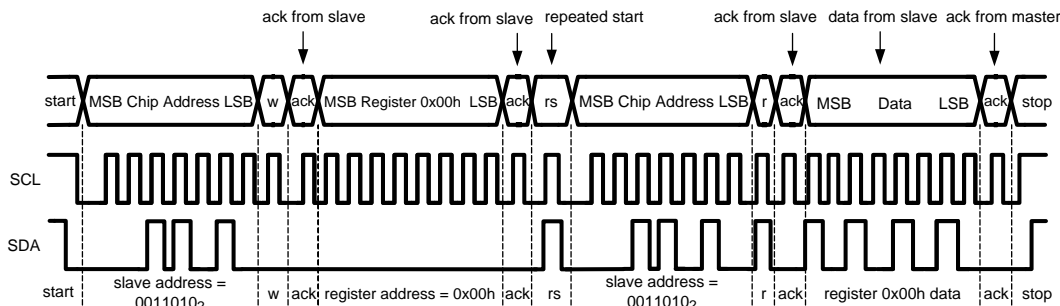 ack from slave
ack from slave
repeated start
ack from slave
data from slave
ack from master
start MSB Chip Address LSB w ack MSB Register 0x00h LSB ack rs MSB Chip Address LSB r ack MSB Data LSB ack stop
SCL
SDA
start slave address = w ack register address = 0x00h ack rs slave address = r ack register 0x00h data ack stop
00110102 00110102